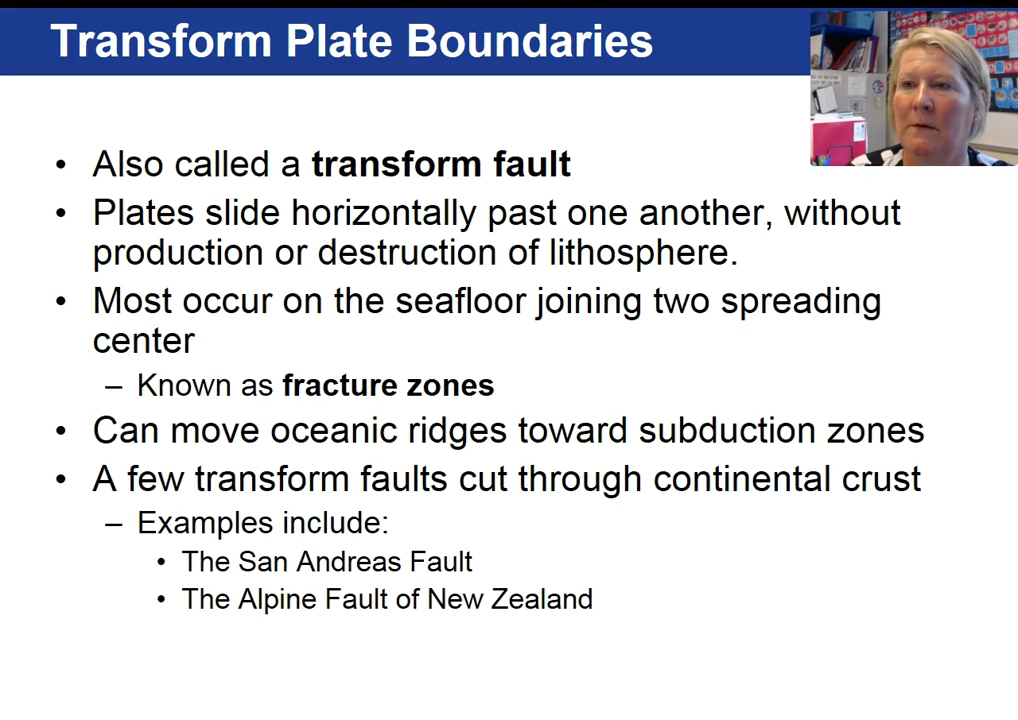 Transform Plate Boundaries
• Also called a transform fault
• Plates slide horizontally past one another, without
production or destruction of lithosphere.
• Most occur on the seafloor joining two spreading
center
– Known as fracture zones
• Can move oceanic ridges toward subduction zones
• A few transform faults cut through continental crust
– Examples include:
• The San Andreas Fault
• The Alpine Fault of New Zealand